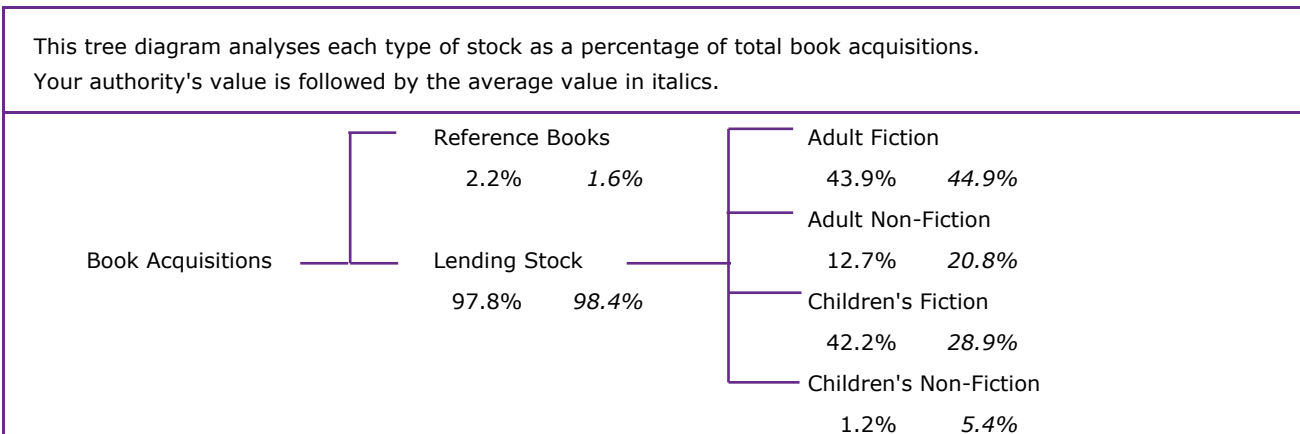 This tree diagram analyses each type of stock as a percentage of total book acquisitions.
Your authority's value is followed by the average value in italics.
Reference Books
2.2% 1.6%
Book Acquisitions
Lending Stock
97.8% 98.4%
Adult Fiction
43.9% 44.9%
Adult Non-Fiction
12.7% 20.8%
Children's Fiction
42.2% 28.9%
Children's Non-Fiction
1.2% 5.4%